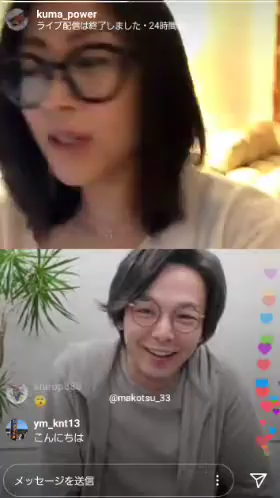 kuma_power
ライブ配信は終了しました・24時間
shirop333
@makotsu_33
ym_knt13
こんにちは
メッセージを送信